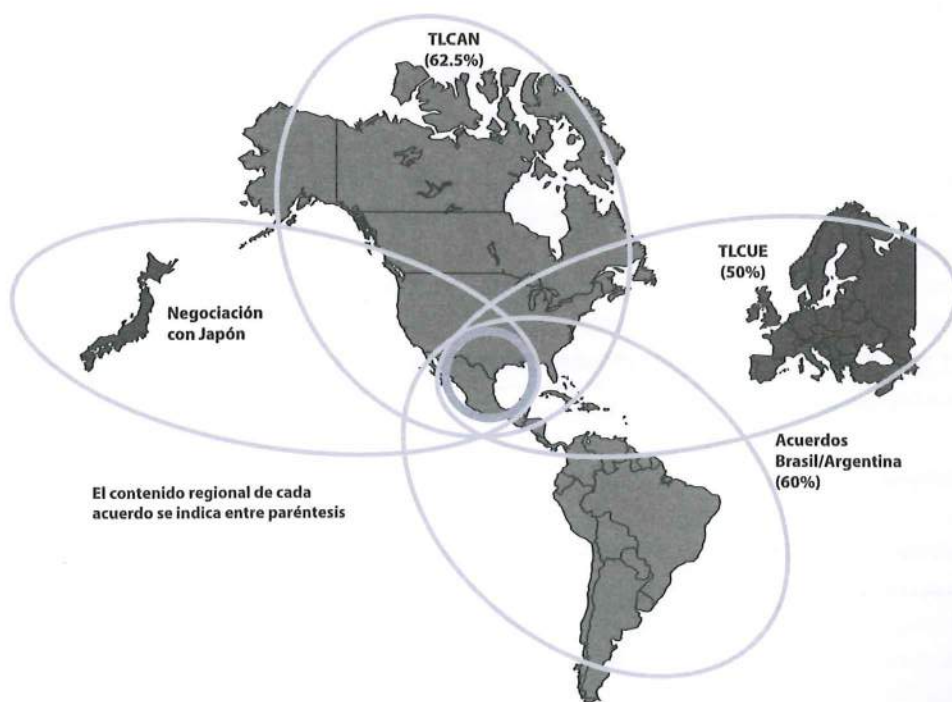 TLCAN
(62.5%)
TLCUE
(50%)
Negociación
con Japón
Acuerdos
Brasil/Argentina
(60%)
El contenido regional de cada
acuerdo se indica entre paréntesis